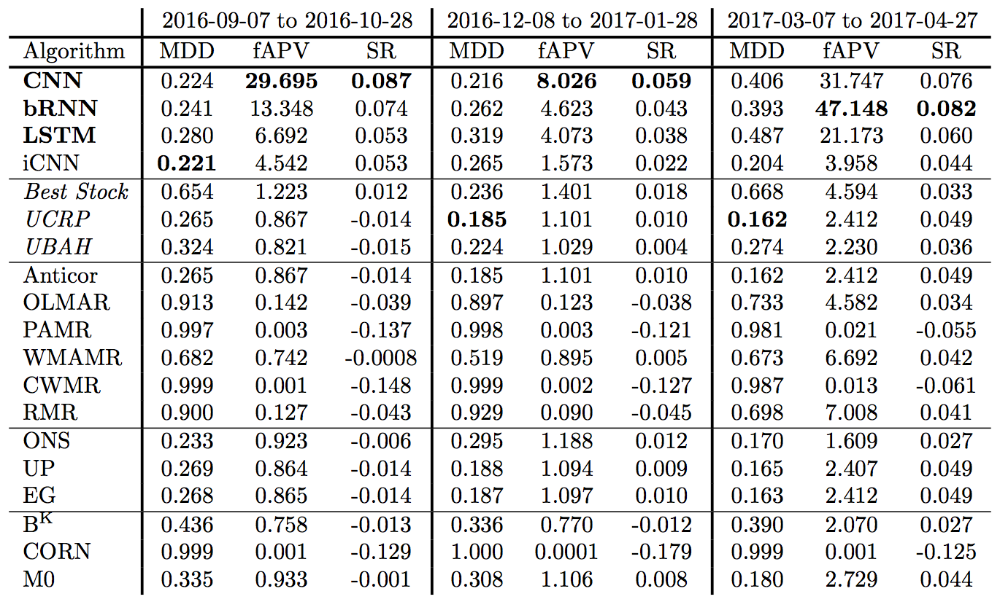 2016-09-07 to 2016-10-28 2016-12-08 to 2017-01-28 2017-03-07 to 2017-04-27
Algorithm MDD fAPV SR MDD fAPV SR MDD fAPV SR
CNN 0.224 29.695 0.087 0.216 8.026 0.059 0.406 31.747 0.076
bRNN 0.241 13.348 0.074 0.262 4.623 0.043 0.393 47.148 0.082
LSTM 0.280 6.692 0.053 0.319 4.073 0.038 0.487 21.173 0.060
iCNN 0.221 4.542 0.053 0.265 1.573 0.022 0.204 3.958 0.044
Best Stock 0.654 1.223 0.012 0.236 1.401 0.018 0.668 4.594 0.033
UCRP 0.265 0.867 -0.014 0.185 1.101 0.010 0.162 2.412 0.049
UBAH 0.324 0.821 -0.015 0.224 1.029 0.004 0.274 2.230 0.036
Anticor 0.265 0.867 -0.014 0.185 1.101 0.010 0.162 2.412 0.049
OLMAR 0.913 0.142 -0.039 0.897 0.123 -0.038 0.733 4.582 0.034
PAMR 0.997 0.003 -0.137 0.998 0.003 -0.121 0.981 0.021 -0.055
WMAMR 0.682 0.742 -0.0008 0.519 0.895 0.005 0.673 6.692 0.042
CWMR 0.999 0.001 -0.148 0.999 0.002 -0.127 0.987 0.013 -0.061
RMR 0.900 0.127 -0.043 0.929 0.090 -0.045 0.698 7.008 0.041
ONS 0.233 0.923 -0.006 0.295 1.188 0.012 0.170 1.609 0.027
UP 0.269 0.864 -0.014 0.188 1.094 0.009 0.165 2.407 0.049
EG 0.268 0.865 -0.014 0.187 1.097 0.010 0.163 2.412 0.049
B^K 0.436 0.758 -0.013 0.336 0.770 -0.012 0.390 2.070 0.027
CORN 0.999 0.001 -0.129 1.000 0.0001 -0.179 0.999 0.001 -0.125
M0 0.335 0.933 -0.001 0.308 1.106 0.008 0.180 2.729 0.044